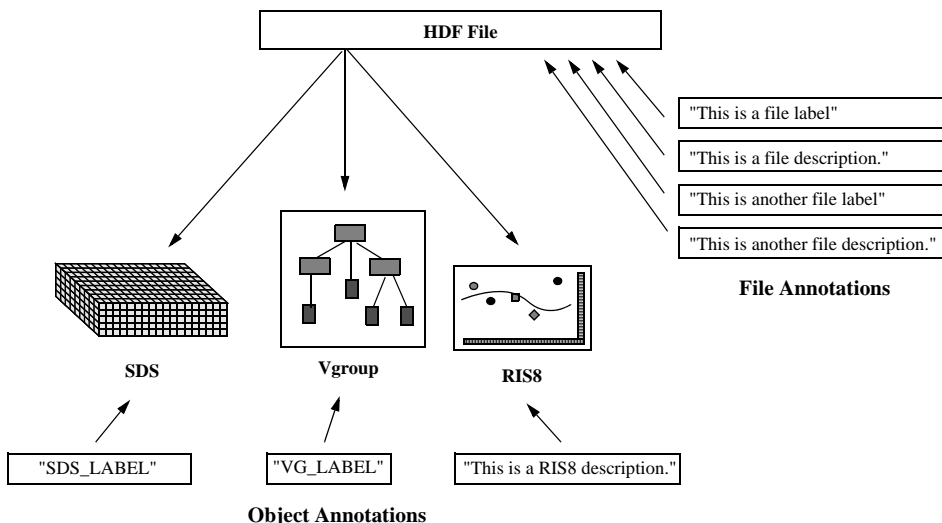 HDF File
"This is a file label"
"This is a file description."
"This is another file label"
"This is another file description."
File Annotations
SDS
Vgroup
RIS8
"SDS_LABEL"
"VG_LABEL"
"This is a RIS8 description."
Object Annotations